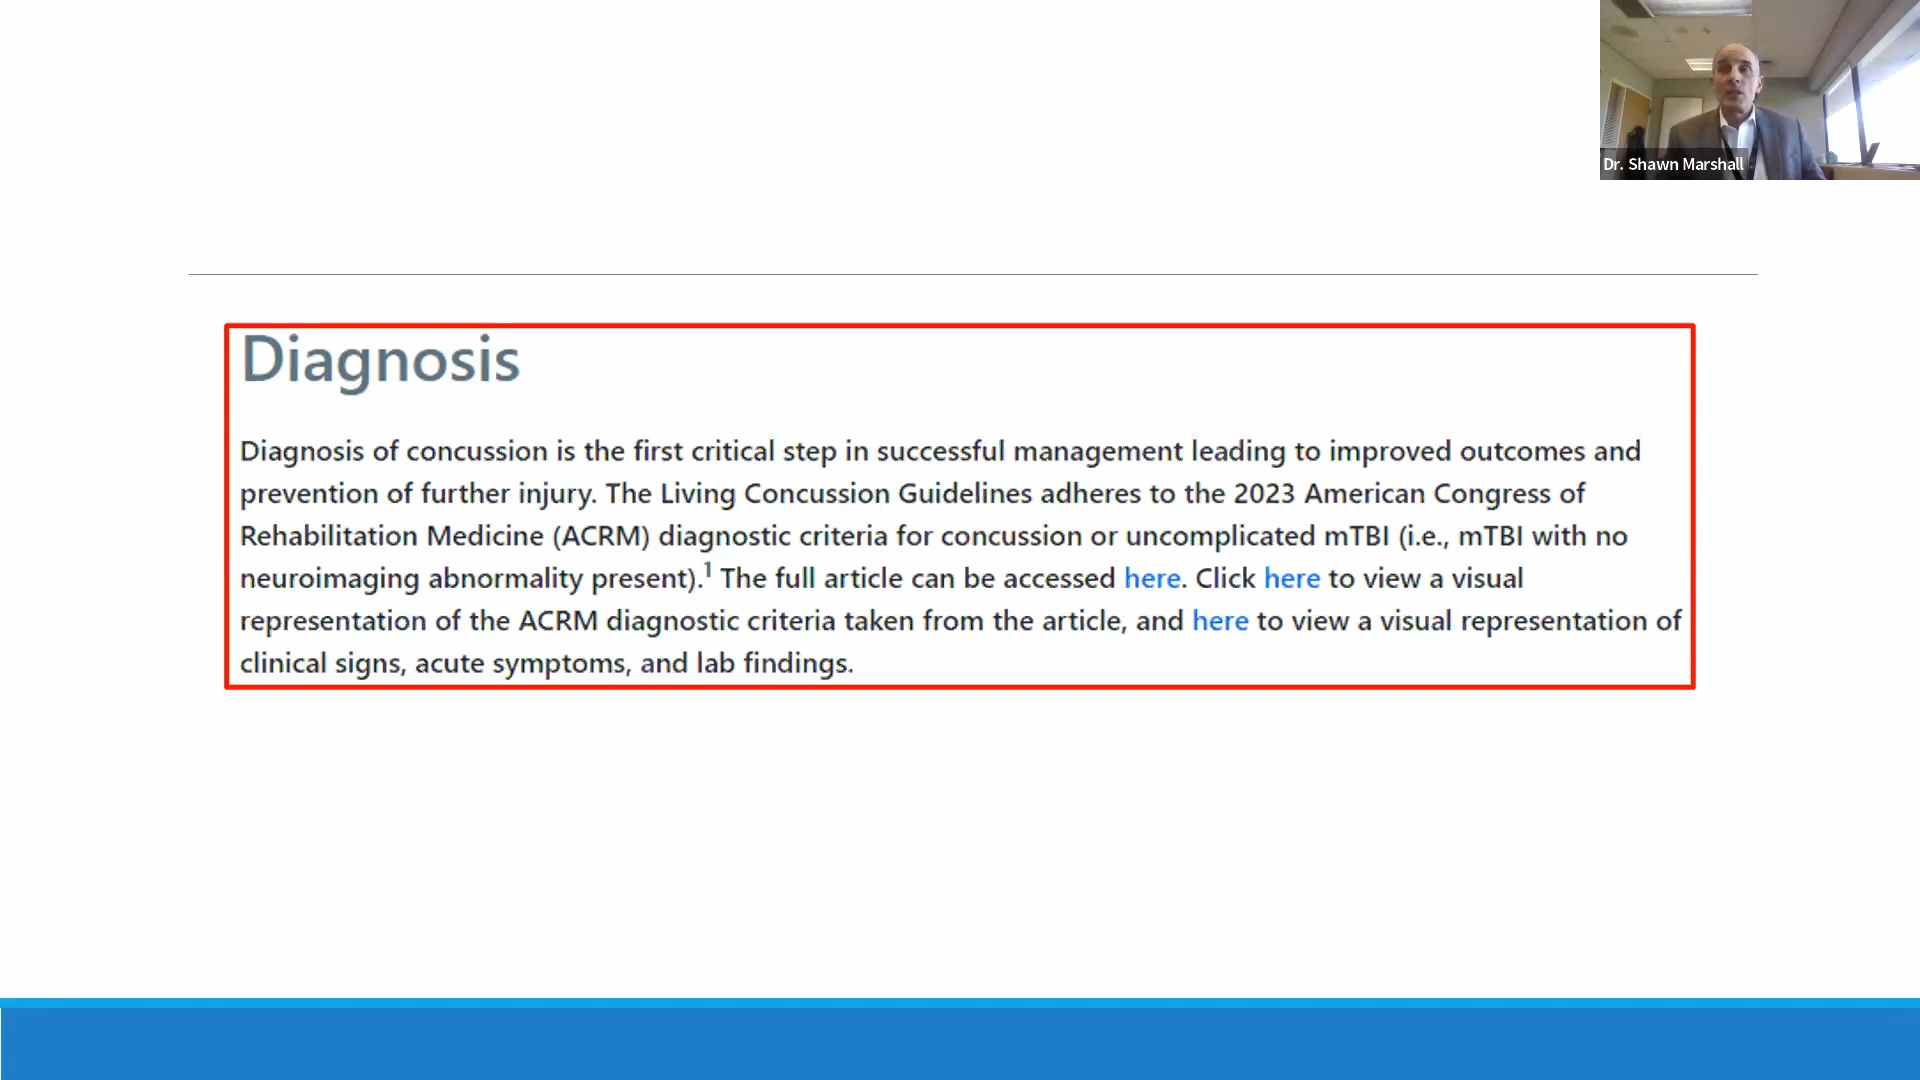 Dr. Shawn Marshall
Diagnosis
Diagnosis of concussion is the first critical step in successful management leading to improved outcomes and
prevention of further injury. The Living Concussion Guidelines adheres to the 2023 American Congress of
Rehabilitation Medicine (ACRM) diagnostic criteria for concussion or uncomplicated mTBI (i.e., mTBI with no
neuroimaging abnormality present).¹ The full article can be accessed here. Click here to view a visual
representation of the ACRM diagnostic criteria taken from the article, and here to view a visual representation of
clinical signs, acute symptoms, and lab findings.